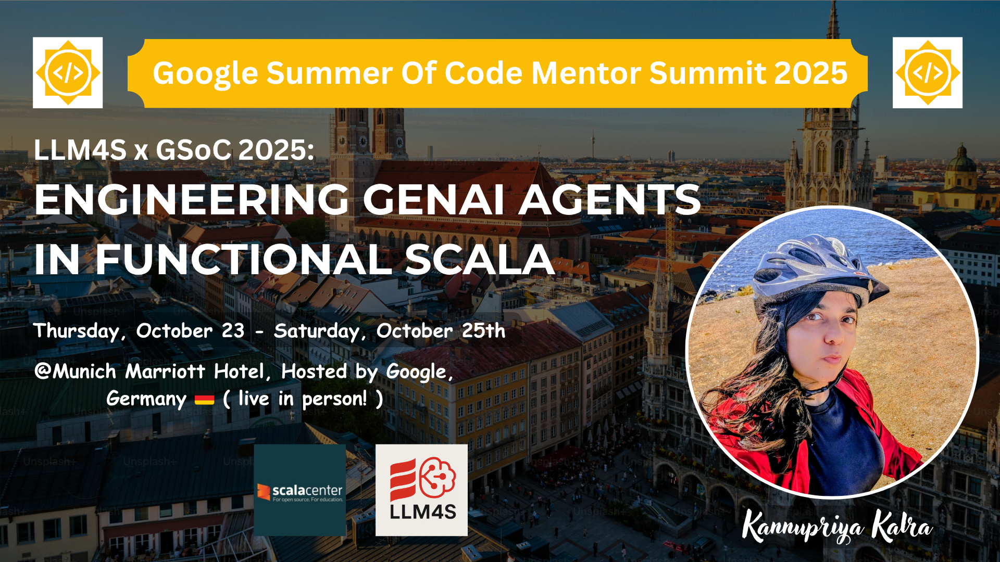 Google Summer Of Code Mentor Summit 2025
LLM4S x GSoC 2025:
ENGINEERING GENAI AGENTS
IN FUNCTIONAL SCALA
Thursday, October 23 - Saturday, October 25th
@Munich Marriott Hotel, Hosted by Google,
Germany 🇩🇪 ( live in person! )
scalacenter
For open source. For education.
LLM4S
Kannupriya Kalra